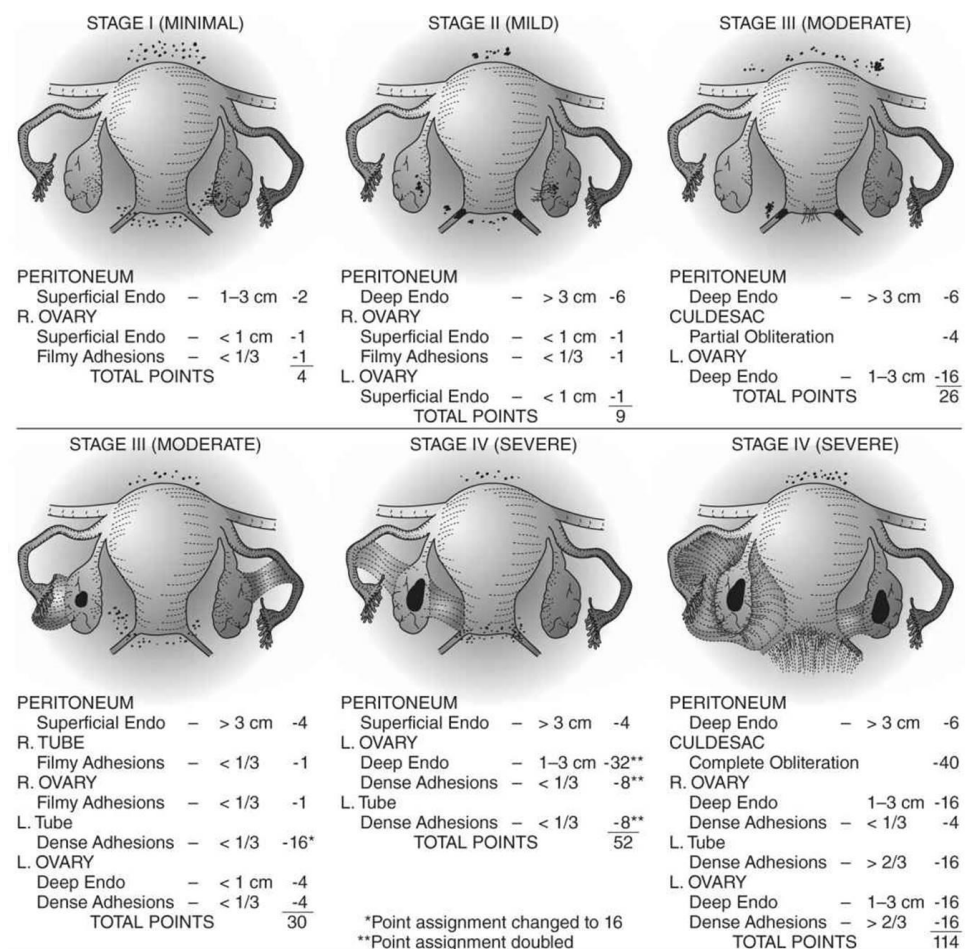 STAGE I (MINIMAL)
PERITONEUM
Superficial Endo – 1–3 cm -2
R. OVARY
Superficial Endo – < 1 cm -1
Filmy Adhesions – < 1/3 -1
TOTAL POINTS 4
STAGE II (MILD)
PERITONEUM
Deep Endo – > 3 cm -6
R. OVARY
Superficial Endo – < 1 cm -1
Filmy Adhesions – < 1/3 -1
L. OVARY
Superficial Endo – < 1 cm -1
TOTAL POINTS 9
STAGE III (MODERATE)
PERITONEUM
Deep Endo – > 3 cm -6
CULDESAC
Partial Obliteration -4
L. OVARY
Deep Endo – 1–3 cm -16
TOTAL POINTS 26
STAGE III (MODERATE)
PERITONEUM
Superficial Endo – > 3 cm -4
R. TUBE
Filmy Adhesions – < 1/3 -1
R. OVARY
Filmy Adhesions – < 1/3 -1
L. Tube
Dense Adhesions – < 1/3 -16*
L. OVARY
Deep Endo – < 1 cm -4
Dense Adhesions – < 1/3 -4
TOTAL POINTS 30
STAGE IV (SEVERE)
PERITONEUM
Superficial Endo – > 3 cm -4
L. OVARY
Deep Endo – 1–3 cm -32**
Dense Adhesions – < 1/3 -8**
L. Tube
Dense Adhesions – < 1/3 -8**
TOTAL POINTS 52
*Point assignment changed to 16
**Point assignment doubled
STAGE IV (SEVERE)
PERITONEUM
Deep Endo – > 3 cm -6
CULDESAC
Complete Obliteration -40
R. OVARY
Deep Endo 1–3 cm -16
Dense Adhesions – < 1/3 -4
L. Tube
Dense Adhesions – > 2/3 -16
L. OVARY
Deep Endo – 1–3 cm -16
Dense Adhesions – > 2/3 -16
TOTAL POINTS 114